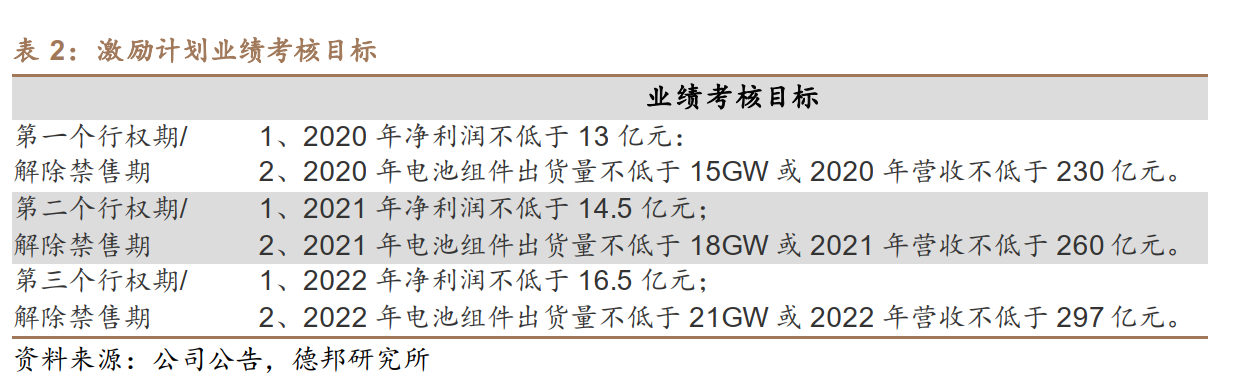 表 2：激励计划业绩考核目标
业绩考核目标
第一个行权期/ 1、2020 年净利润不低于 13 亿元：
解除禁售期 2、2020 年电池组件出货量不低于 15GW 或 2020 年营收不低于 230 亿元。
第二个行权期/ 1、2021 年净利润不低于 14.5 亿元；
解除禁售期 2、2021 年电池组件出货量不低于 18GW 或 2021 年营收不低于 260 亿元。
第三个行权期/ 1、2022 年净利润不低于 16.5 亿元；
解除禁售期 2、2022 年电池组件出货量不低于 21GW 或 2022 年营收不低于 297 亿元。
资料来源：公司公告，德邦研究所